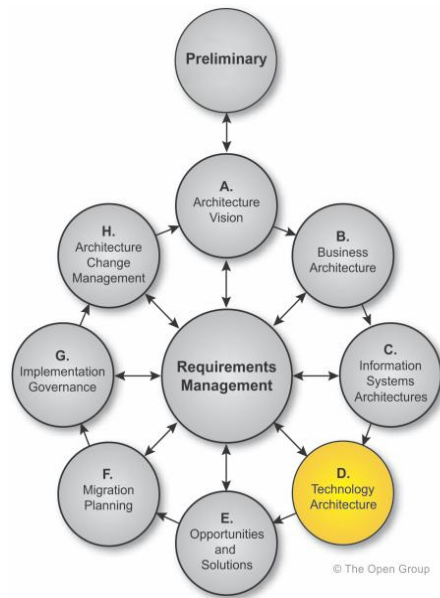 Preliminary
A.
Architecture
Vision
B.
Business
Architecture
C.
Information
Systems
Architectures
D.
Technology
Architecture
E.
Opportunities
and
Solutions
F.
Migration
Planning
G.
Implementation
Governance
H.
Architecture
Change
Management
Requirements
Management
© The Open Group